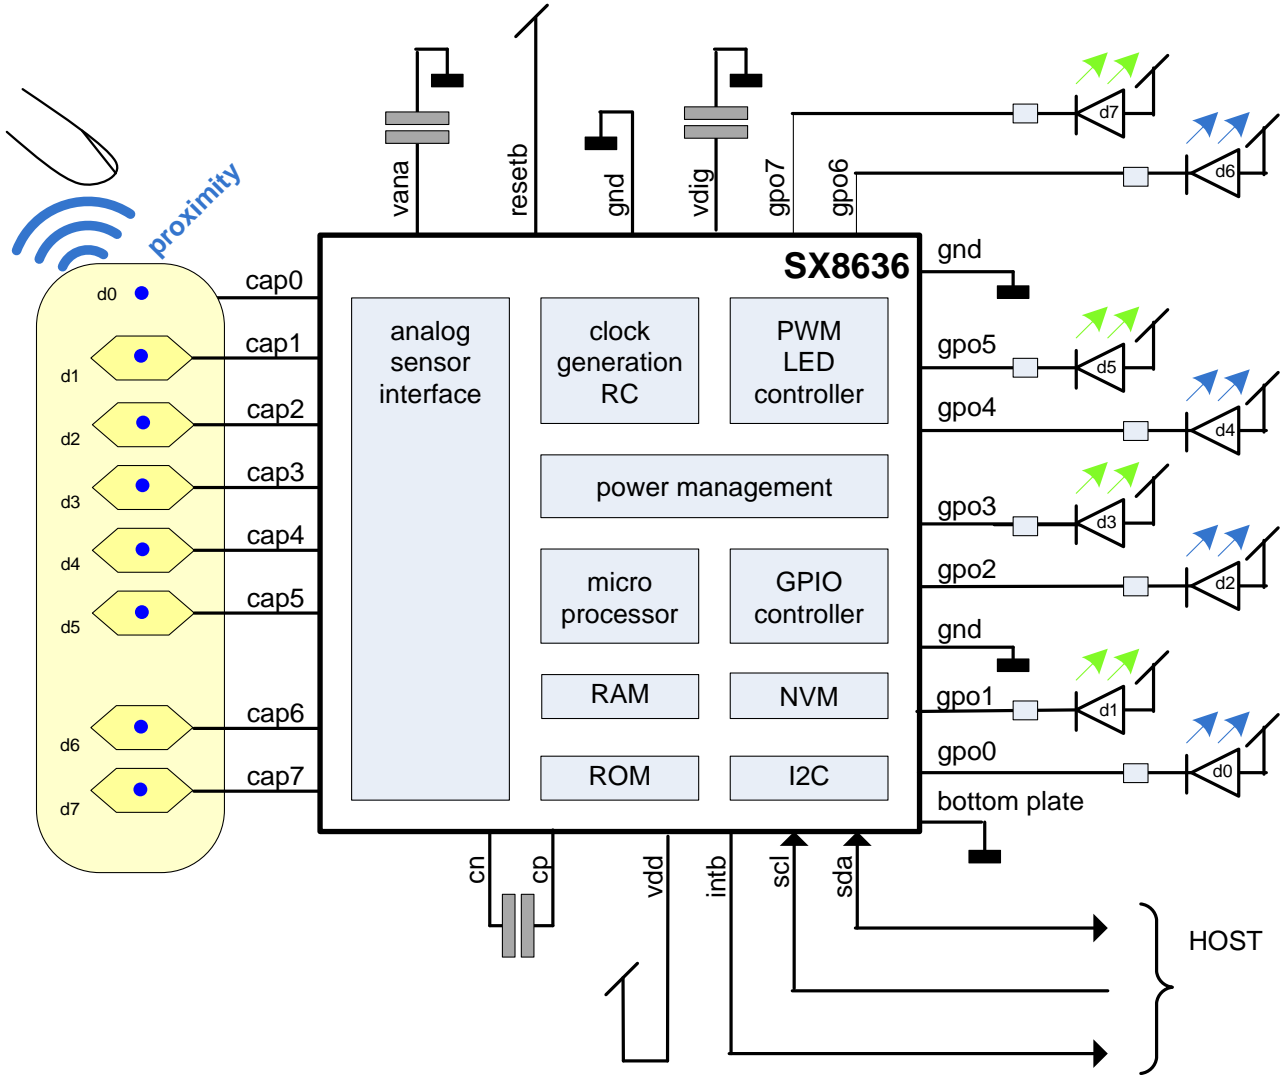 vana
resetb
gnd
vdig
gpo7
gpo6
d7
d6
proximity
SX8636
gnd
d0
cap0
d1
cap1
d2
cap2
d3
cap3
d4
cap4
d5
cap5
d6
cap6
d7
cap7
analog
sensor
interface
clock
generation
RC
PWM
LED
controller
power management
micro
processor
GPIO
controller
RAM
NVM
ROM
I2C
gpo5
d5
gpo4
d4
gpo3
d3
gpo2
d2
gnd
gpo1
d1
gpo0
d0
bottom plate
cn
cp
vdd
intb
scl
sda
HOST